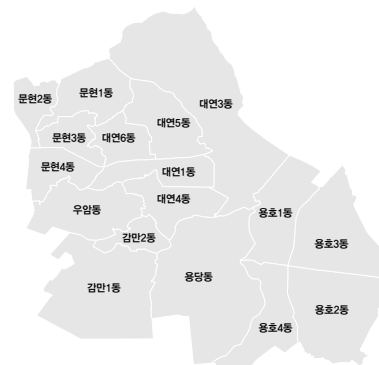 문현1동
문현2동
대연3동
대연5동
문현3동
대연6동
문현4동
대연1동
대연4동
우암동
용호1동
감만2동
용호3동
용당동
감만1동
용호2동
용호4동